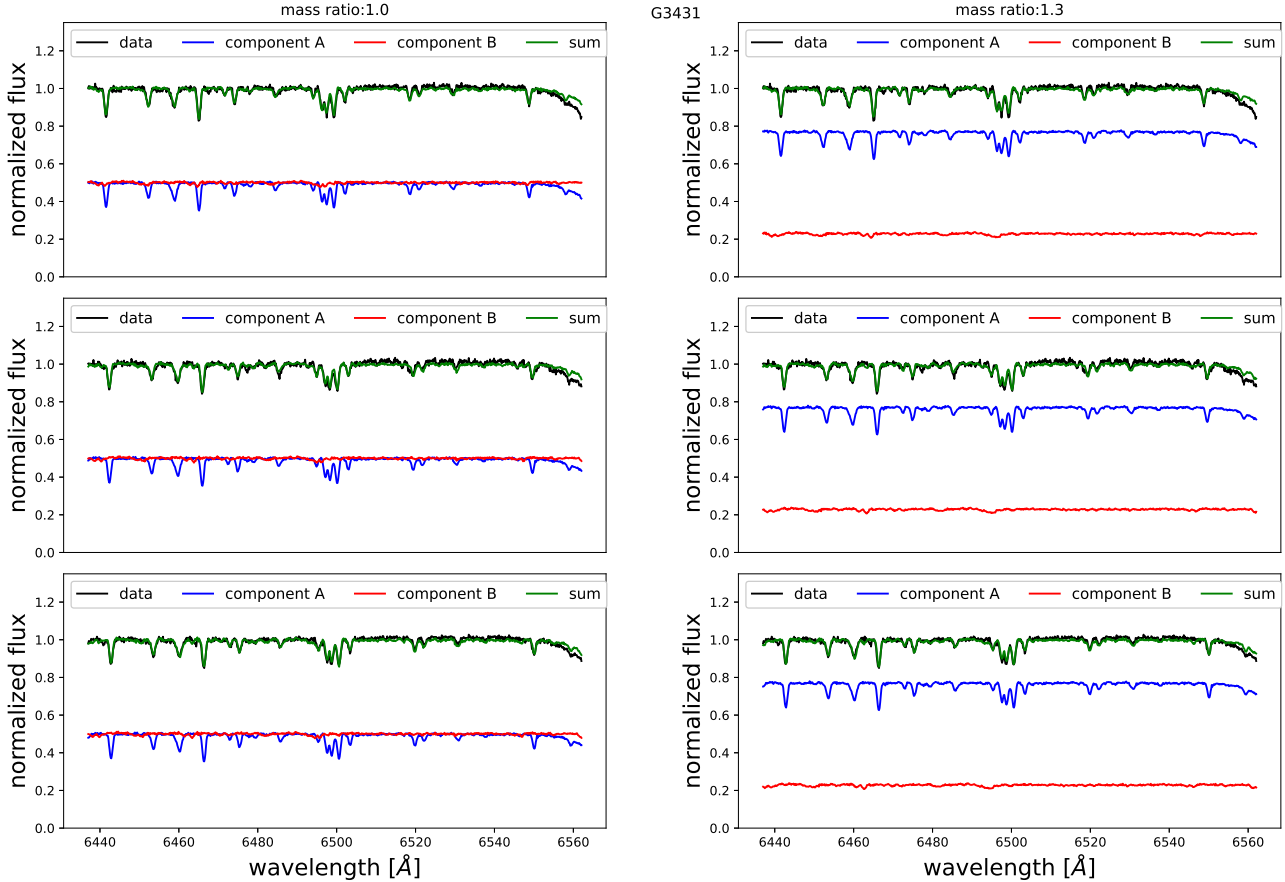 mass ratio:1.0
G3431
mass ratio:1.3
data component A component B sum
data component A component B sum
normalized flux
normalized flux
1.2
1.0
0.8
0.6
0.4
0.2
0.0
1.2
1.0
0.8
0.6
0.4
0.2
0.0
data component A component B sum
data component A component B sum
normalized flux
normalized flux
1.2
1.0
0.8
0.6
0.4
0.2
0.0
1.2
1.0
0.8
0.6
0.4
0.2
0.0
data component A component B sum
data component A component B sum
normalized flux
normalized flux
1.2
1.0
0.8
0.6
0.4
0.2
0.0
1.2
1.0
0.8
0.6
0.4
0.2
0.0
6440 6460 6480 6500 6520 6540 6560
6440 6460 6480 6500 6520 6540 6560
wavelength [Å]
wavelength [Å]